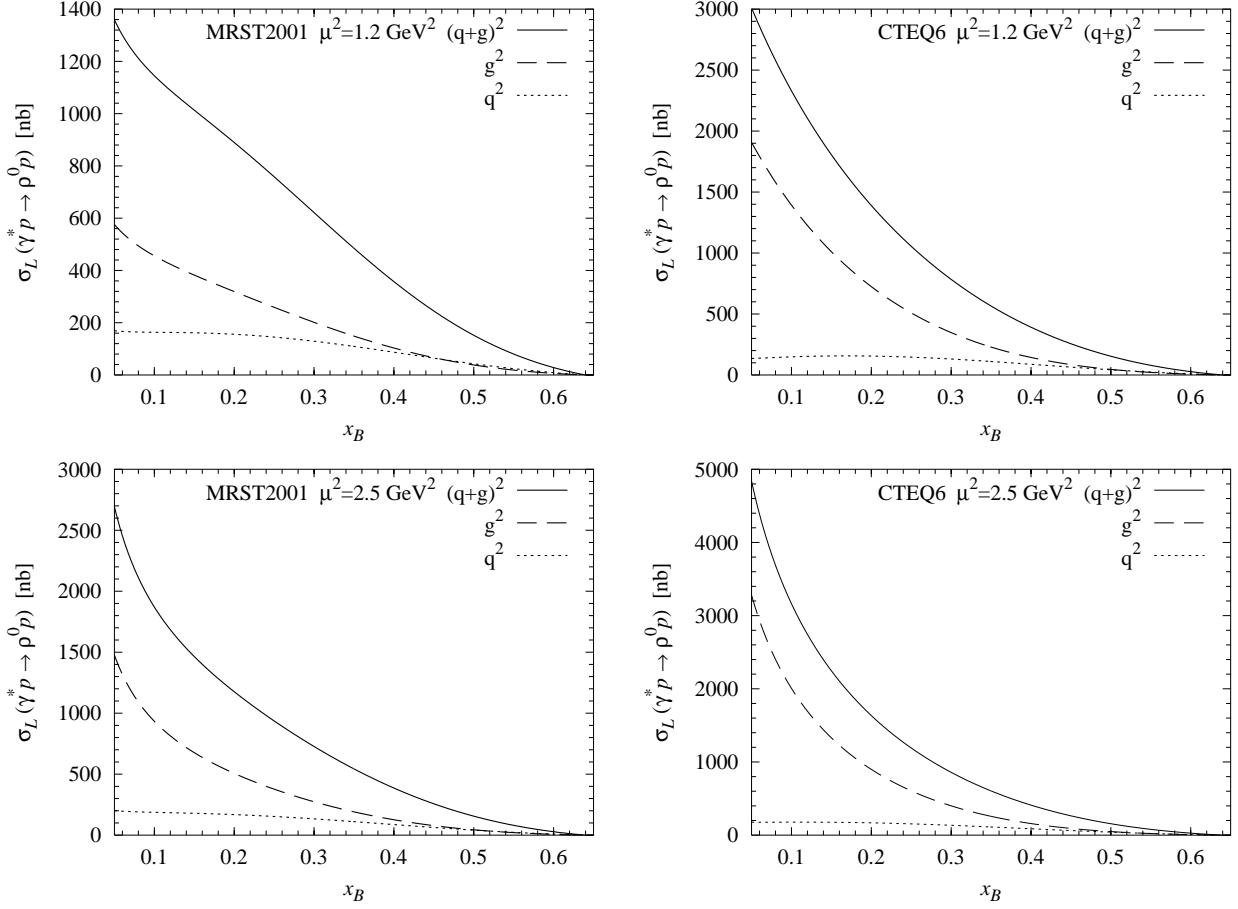 MRST2001 μ²=1.2 GeV² (q+g)²
g²
q²
1400
1200
1000
800
600
400
200
0
0.1 0.2 0.3 0.4 0.5 0.6
x_B
σ_L (γ* p → ρ⁰p) [nb]
CTEQ6 μ²=1.2 GeV² (q+g)²
g²
q²
3000
2500
2000
1500
1000
500
0
0.1 0.2 0.3 0.4 0.5 0.6
x_B
σ_L (γ* p → ρ⁰p) [nb]
MRST2001 μ²=2.5 GeV² (q+g)²
g²
q²
3000
2500
2000
1500
1000
500
0
0.1 0.2 0.3 0.4 0.5 0.6
x_B
σ_L (γ* p → ρ⁰p) [nb]
CTEQ6 μ²=2.5 GeV² (q+g)²
g²
q²
5000
4000
3000
2000
1000
0
0.1 0.2 0.3 0.4 0.5 0.6
x_B
σ_L (γ* p → ρ⁰p) [nb]